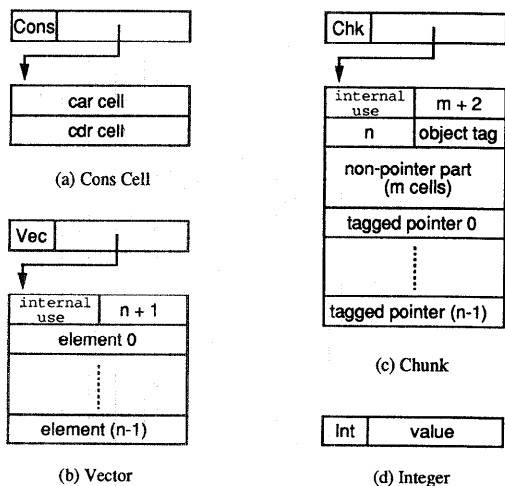 Cons
car cell
cdr cell
(a) Cons Cell
Vec
internal use
n + 1
element 0
element (n-1)
(b) Vector
Chk
internal use
m + 2
n
object tag
non-pointer part
(m cells)
tagged pointer 0
tagged pointer (n-1)
(c) Chunk
Int
value
(d) Integer